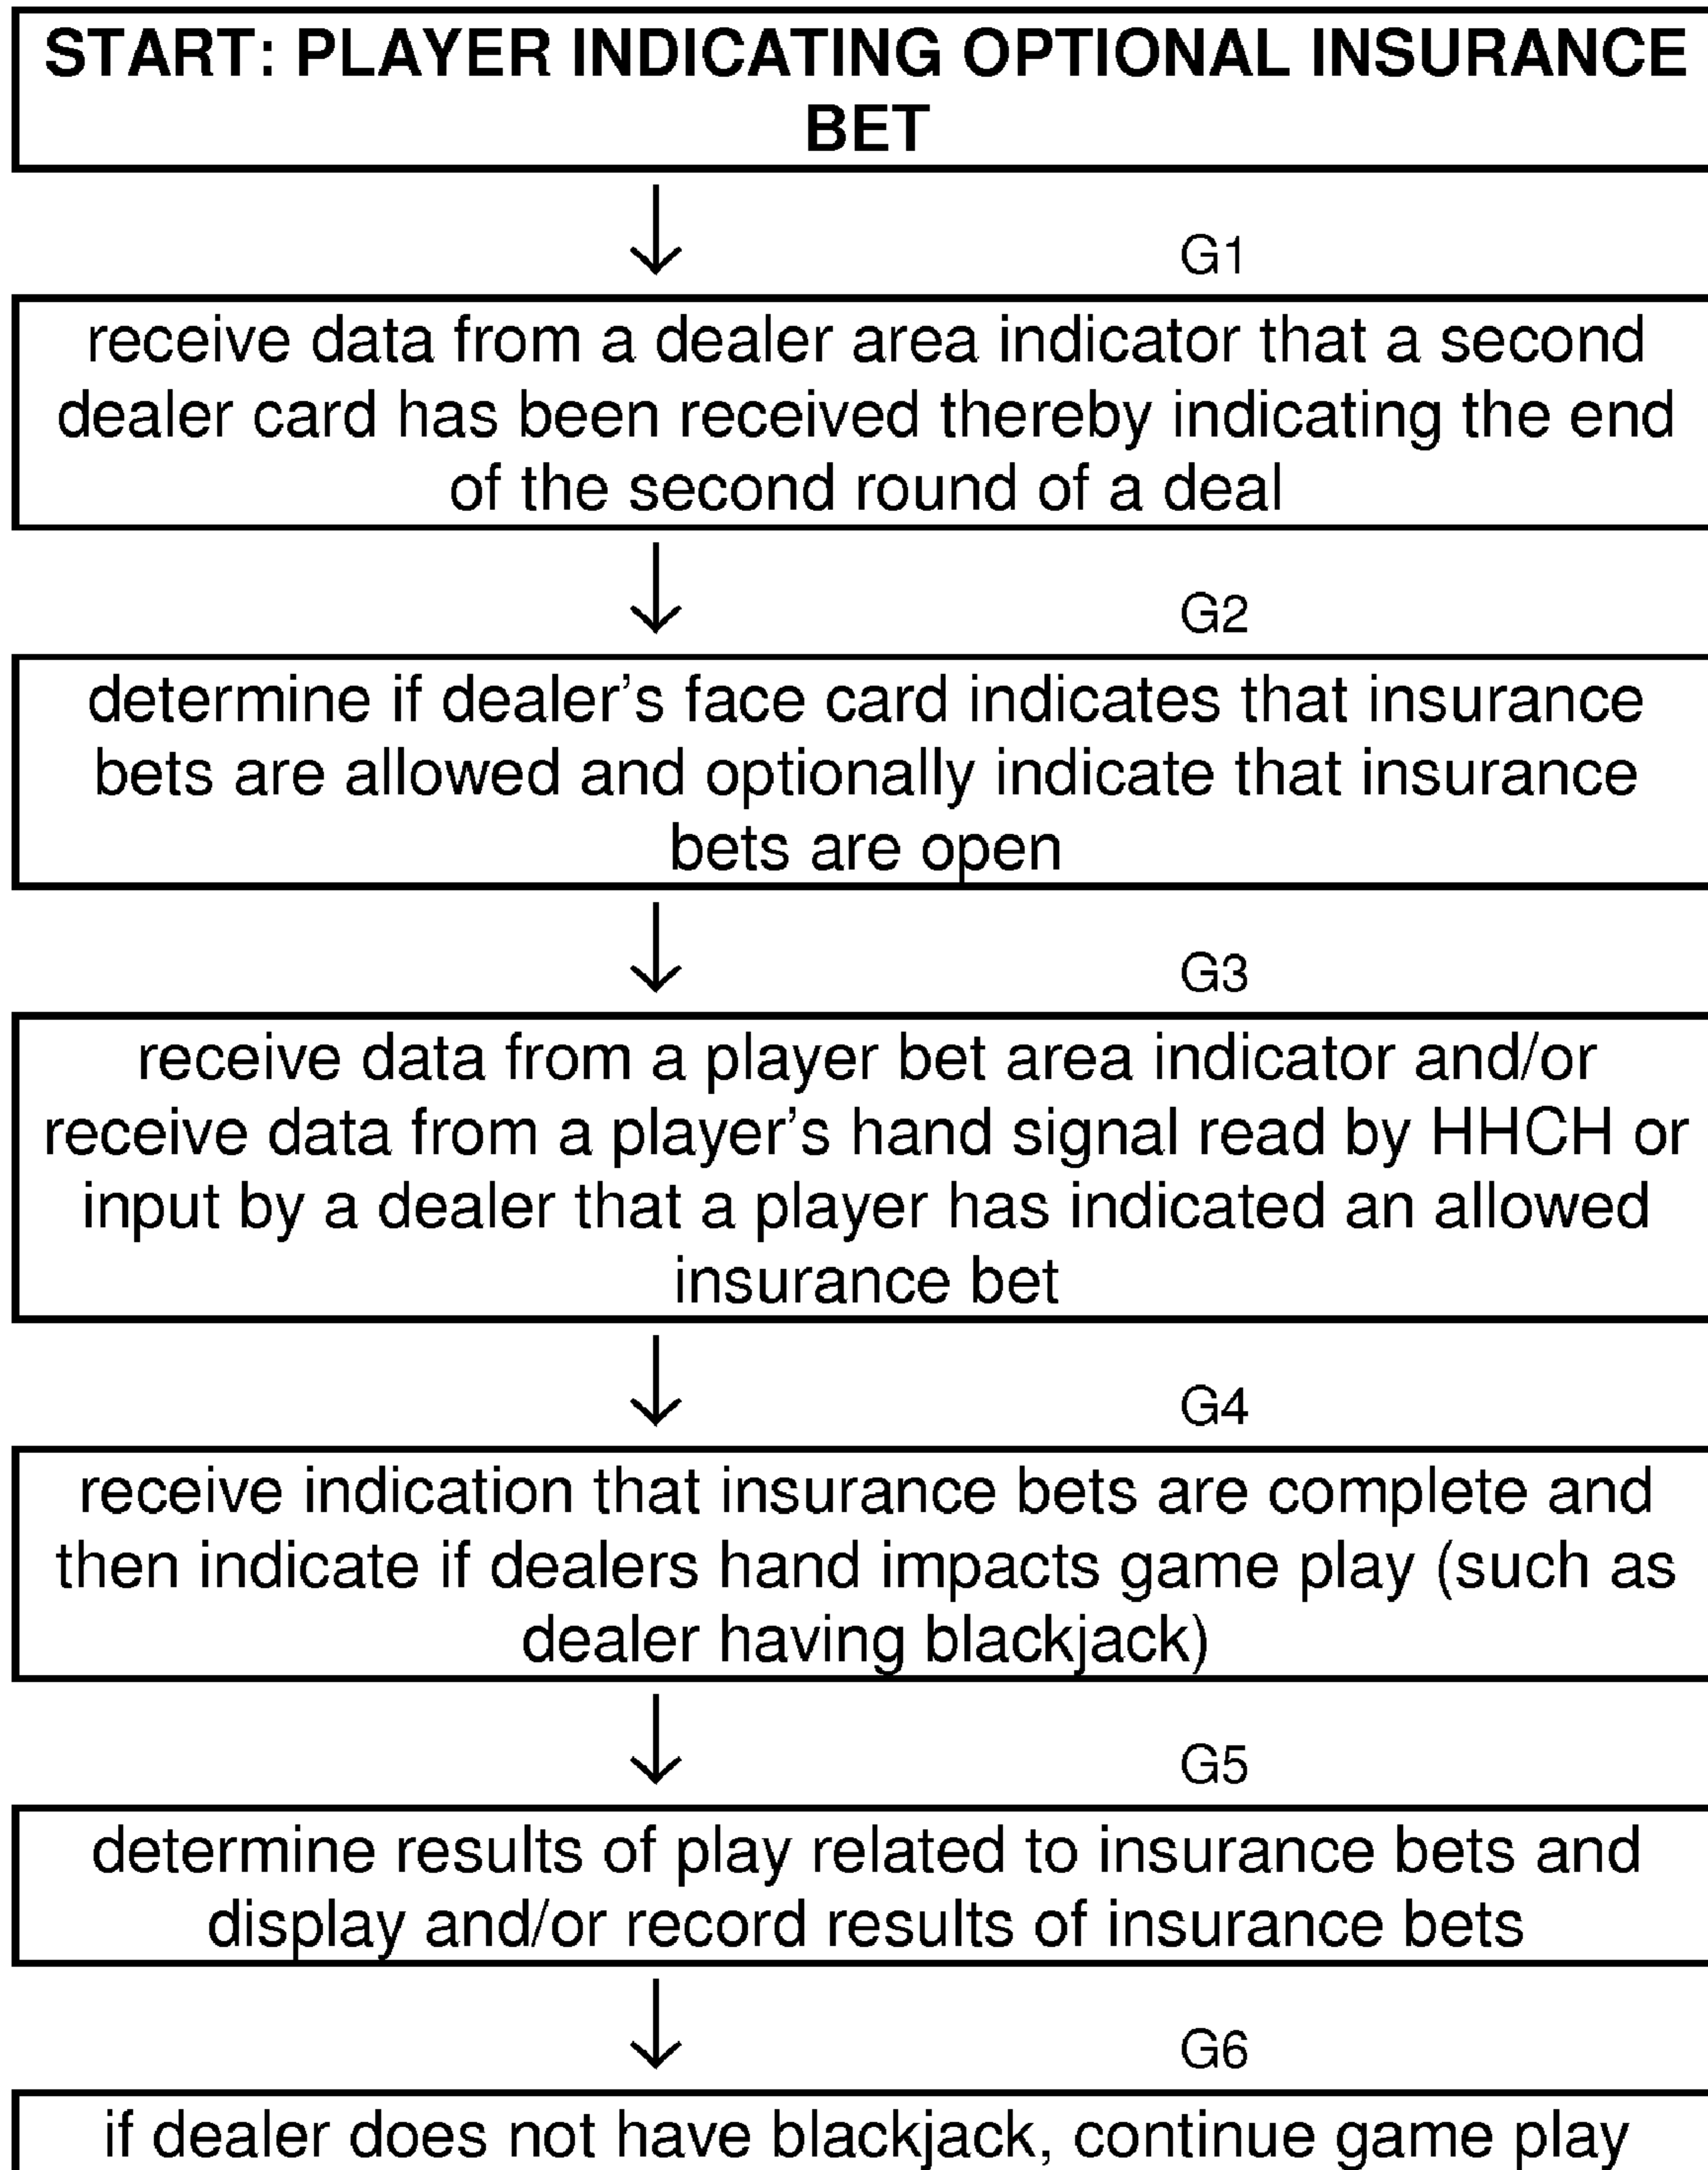 START: PLAYER INDICATING OPTIONAL INSURANCE
BET
G1
receive data from a dealer area indicator that a second
dealer card has been received thereby indicating the end
of the second round of a deal
G2
determine if dealer’s face card indicates that insurance
bets are allowed and optionally indicate that insurance
bets are open
G3
receive data from a player bet area indicator and/or
receive data from a player’s hand signal read by HHCH or
input by a dealer that a player has indicated an allowed
insurance bet
G4
receive indication that insurance bets are complete and
then indicate if dealers hand impacts game play (such as
dealer having blackjack)
G5
determine results of play related to insurance bets and
display and/or record results of insurance bets
G6
if dealer does not have blackjack, continue game play